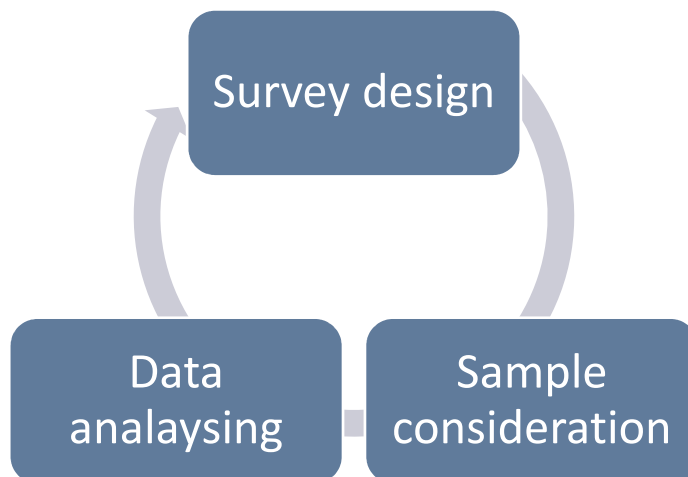 Survey design
Data
analaysing
Sample
consideration